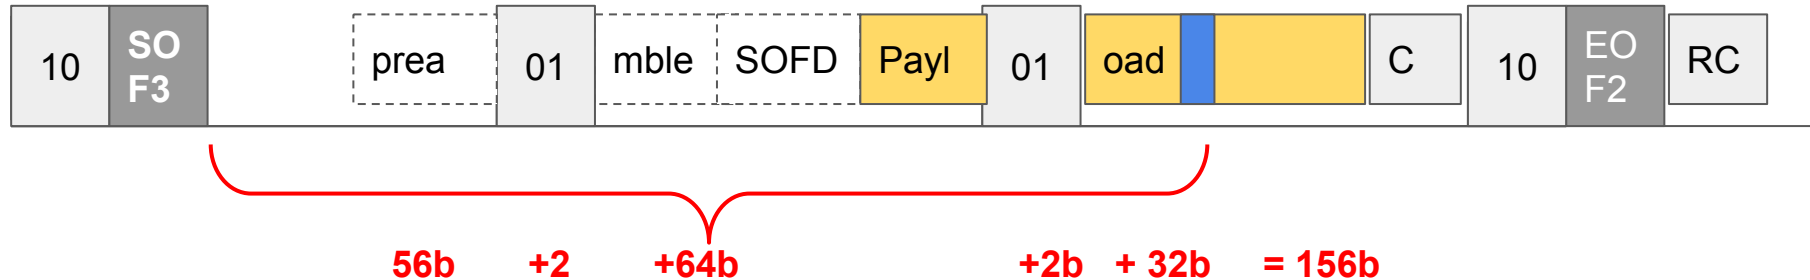 10 SO F3 prea 01 mble SOFD Payl 01 oad C 10 EO F2 RC
56b +2 +64b +2b + 32b = 156b